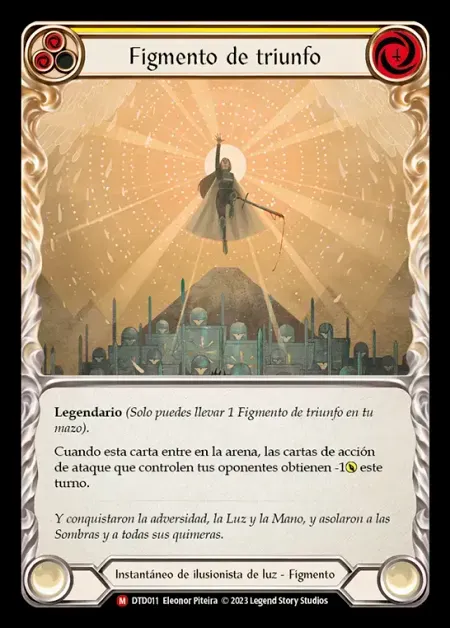 Figmento de triunfo
Legendario (Solo puedes llevar 1 Figmento de triunfo en tu
mazo).
Cuando esta carta entre en la arena, las cartas de acción
de ataque que controlen tus oponentes obtienen -1 este
turno.
Y conquistaron la adversidad, la Luz y la Mano, y asolaron a las
Sombras y a todas sus quimeras.
Instantáneo de ilusionista de luz - Figmento
M DTD011 Eleonor Piteira © 2023 Legend Story Studios